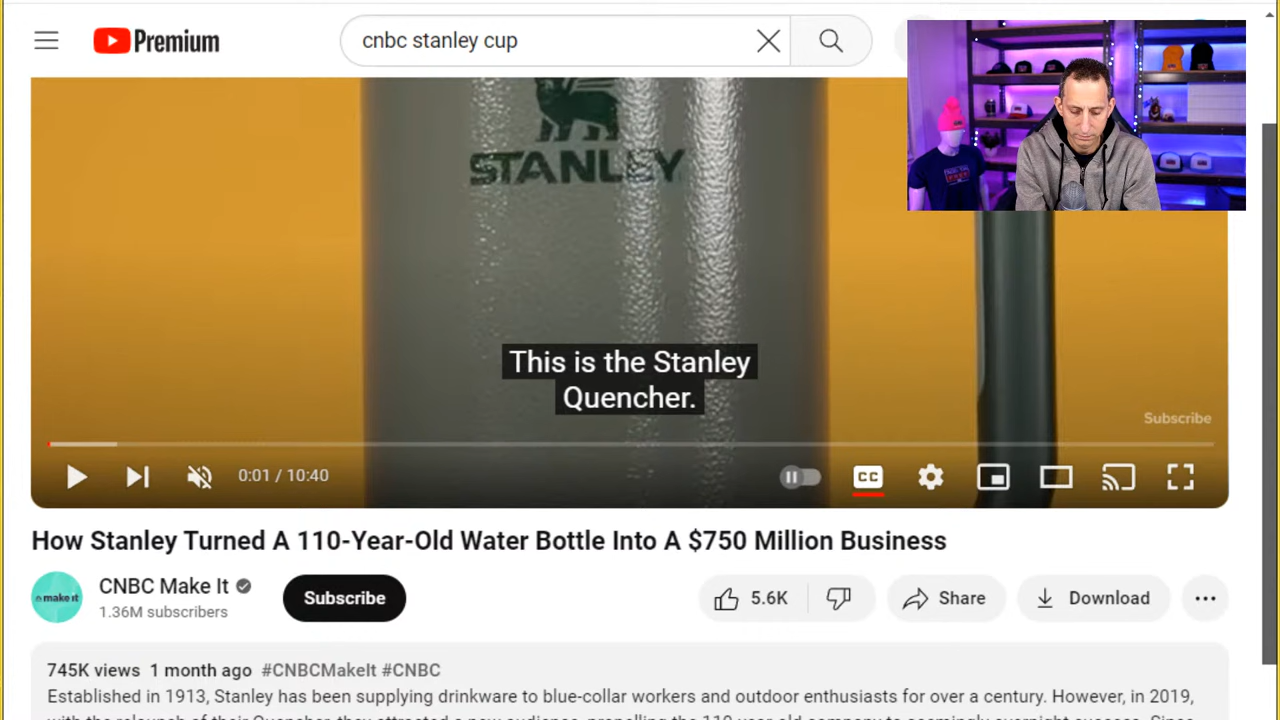 Premium
cnbc stanley cup
STANLEY
This is the Stanley
Quencher.
Subscribe
0:01 / 10:40
CC
How Stanley Turned A 110-Year-Old Water Bottle Into A $750 Million Business
make it
CNBC Make It
1.36M subscribers
Subscribe
5.6K
Share
Download
745K views 1 month ago #CNBCMakeIt #CNBC
Established in 1913, Stanley has been supplying drinkware to blue-collar workers and outdoor enthusiasts for over a century. However, in 2019,